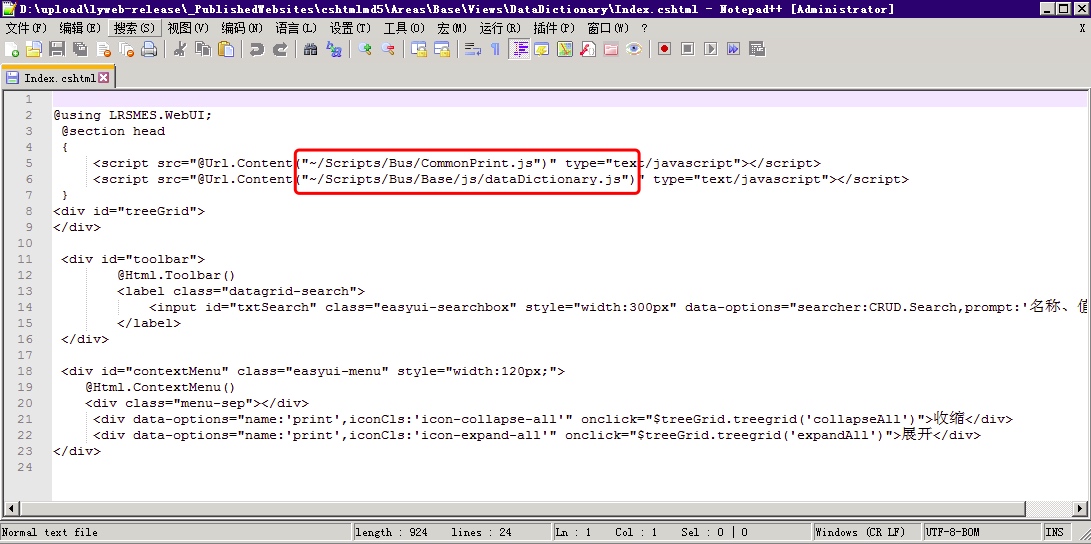 D:\upload\lyweb-release\_PublishedWebsites\cshtmlmd5\Areas\Base\Views\DataDictionary\Index.cshtml - Notepad++ [Administrator]
文件(F) 编辑(E) 搜索(S) 视图(V) 编码(N) 语言(L) 设置(T) 工具(O) 宏(M) 运行(R) 插件(P) 窗口(W) ? X
Index.cshtml
1
2 @using LRSMES.WebUI;
3 @section head
4 {
5 <script src="@Url.Content("~/Scripts/Bus/CommonPrint.js")" type="text/javascript"></script>
6 <script src="@Url.Content("~/Scripts/Bus/Base/js/dataDictionary.js")" type="text/javascript"></script>
7 }
8 <div id="treeGrid">
9 </div>
10
11 <div id="toolbar">
12 @Html.Toolbar()
13 <label class="datagrid-search">
14 <input id="txtSearch" class="easyui-searchbox" style="width:300px" data-options="searcher:CRUD.Search,prompt:'名称、值
15 </label>
16 </div>
17
18 <div id="contextMenu" class="easyui-menu" style="width:120px;">
19 @Html.ContextMenu()
20 <div class="menu-sep"></div>
21 <div data-options="name:'print',iconCls:'icon-collapse-all'" onclick="$treeGrid.treegrid('collapseAll')">收缩</div>
22 <div data-options="name:'print',iconCls:'icon-expand-all'" onclick="$treeGrid.treegrid('expandAll')">展开</div>
23 </div>
24
Normal text file length : 924 lines : 24 Ln : 1 Col : 1 Sel : 0 | 0 Windows (CR LF) UTF-8-BOM INS